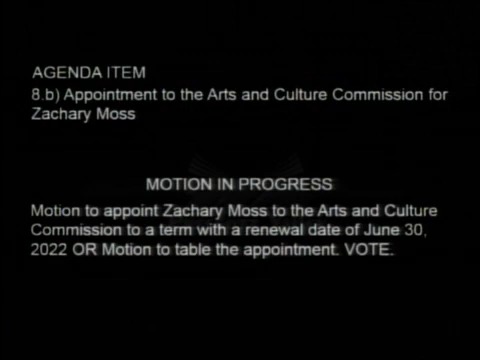 AGENDA ITEM
8.b) Appointment to the Arts and Culture Commission for
Zachary Moss
MOTION IN PROGRESS
Motion to appoint Zachary Moss to the Arts and Culture
Commission to a term with a renewal date of June 30,
2022 OR Motion to table the appointment. VOTE.